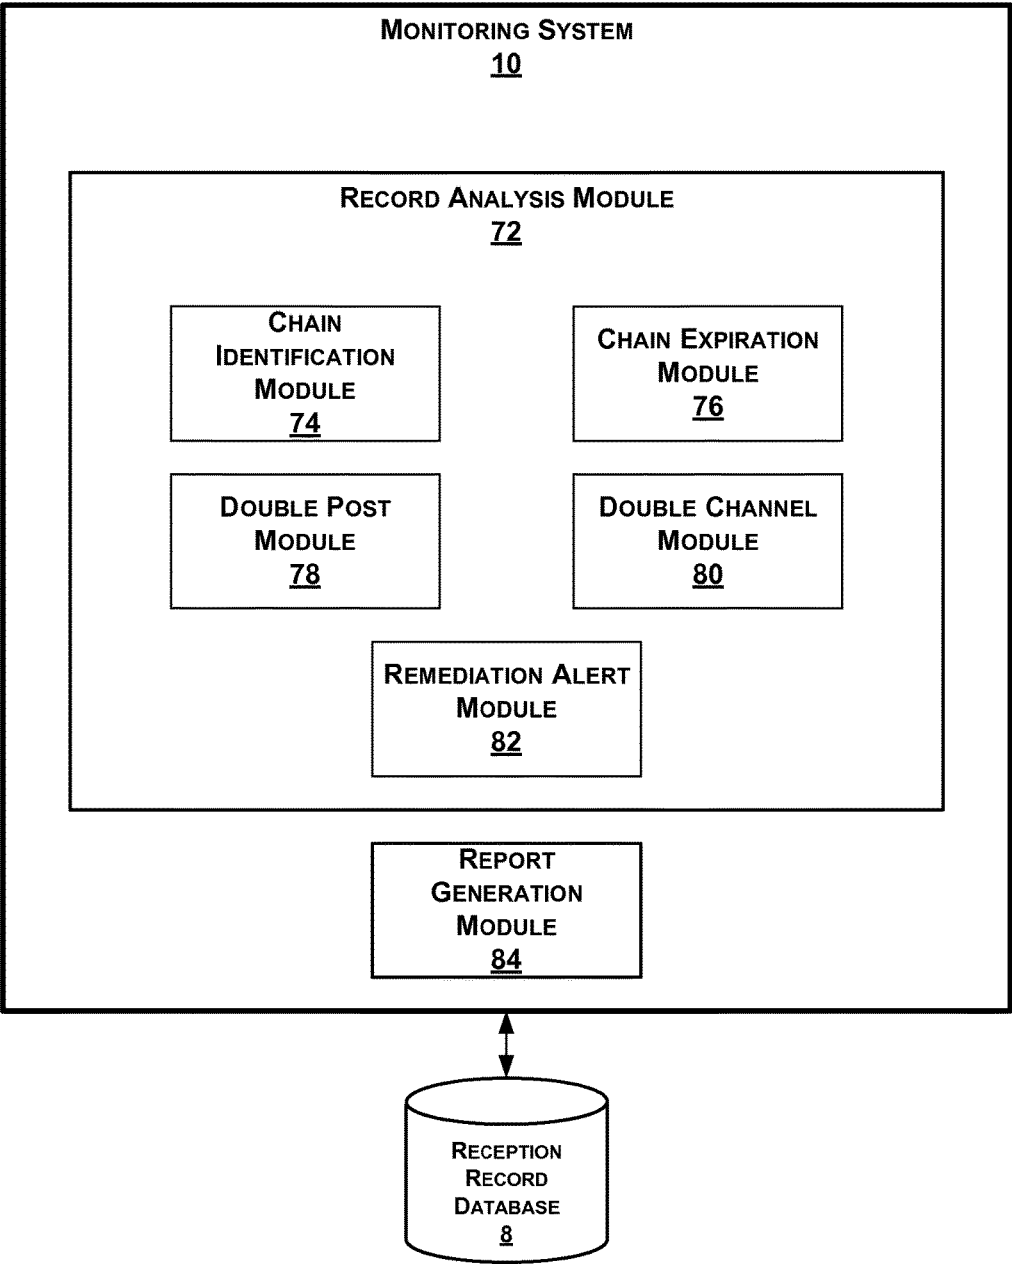 MONITORING SYSTEM
10
RECORD ANALYSIS MODULE
72
CHAIN
IDENTIFICATION
MODULE
74
CHAIN EXPIRATION
MODULE
76
DOUBLE POST
MODULE
78
DOUBLE CHANNEL
MODULE
80
REMEDIATION ALERT
MODULE
82
REPORT
GENERATION
MODULE
84
RECEPTION
RECORD
DATABASE
8